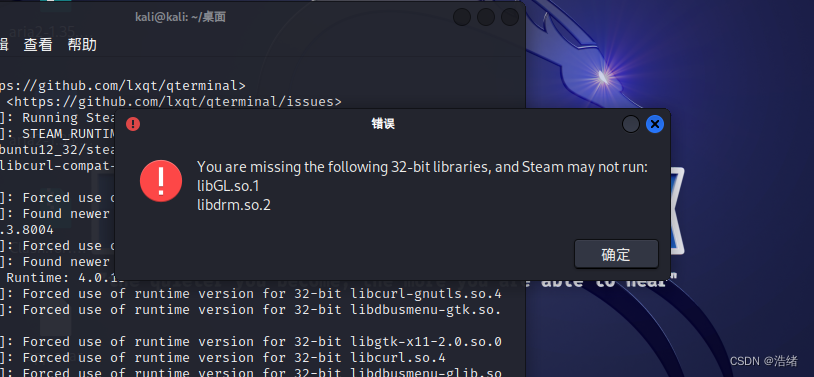 kali@kali: ~/桌面
查看 帮助
ps://github.com/lxqt/qterminal>
<https://github.com/lxqt/qterminal/issues>
]: Running Stea
]: STEAM_RUNTIM
buntu12_32/stea
libcurl-compat-
]: Forced use o
]: Found newer
.3.8004
]: Forced use o
]: Found newer
Runtime: 4.0.1
]: Forced use of runtime version for 32-bit libcurl-gnutls.so.4
]: Forced use of runtime version for 32-bit libdbusmenu-gtk.so.
]: Forced use of runtime version for 32-bit libgtk-x11-2.0.so.0
]: Forced use of runtime version for 32-bit libcurl.so.4
]: Forced use of runtime version for 32-bit libdbusmenu-glib.so
错误
You are missing the following 32-bit libraries, and Steam may not run:
libGL.so.1
libdrm.so.2
确定
are able to hear"
CSDN @浩绪